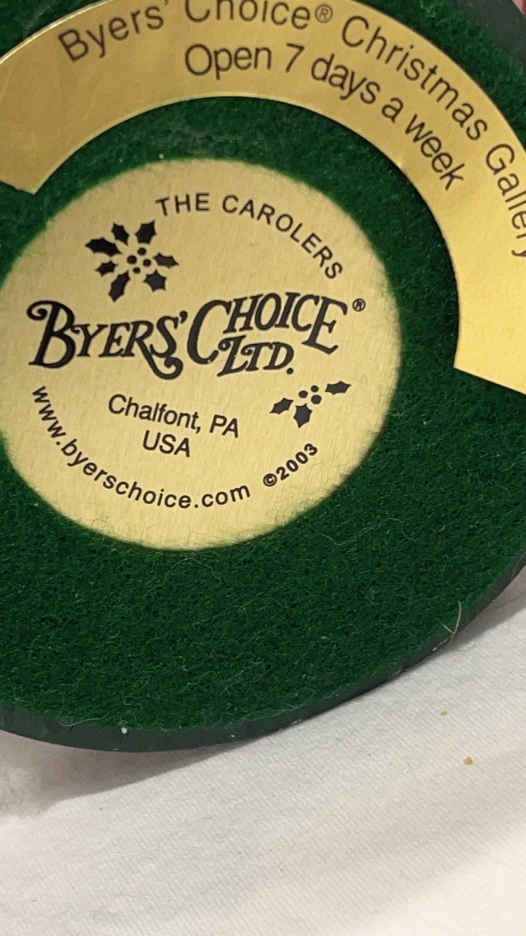 Byers' Choice® Christmas Gallery
Open 7 days a week
THE CAROLERS
BYERS' CHOICE LTD.®
Chalfont, PA
USA
www.byerschoice.com ©2003